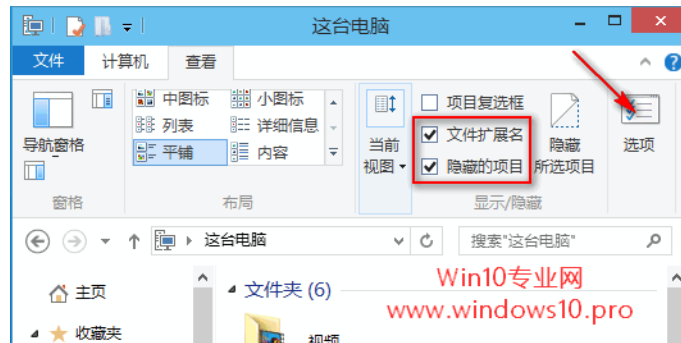 这台电脑
文件 计算机 查看
中图标 小图标
列表 详细信息
平铺 内容
导航窗格
窗格
布局
当前
视图
项目复选框
文件扩展名
隐藏的项目
隐藏
所选项目
显示/隐藏
选项
这台电脑
搜索"这台电脑"
主页
收藏夹
文件夹 (6)
视频
Win10专业网
www.windows10.pro